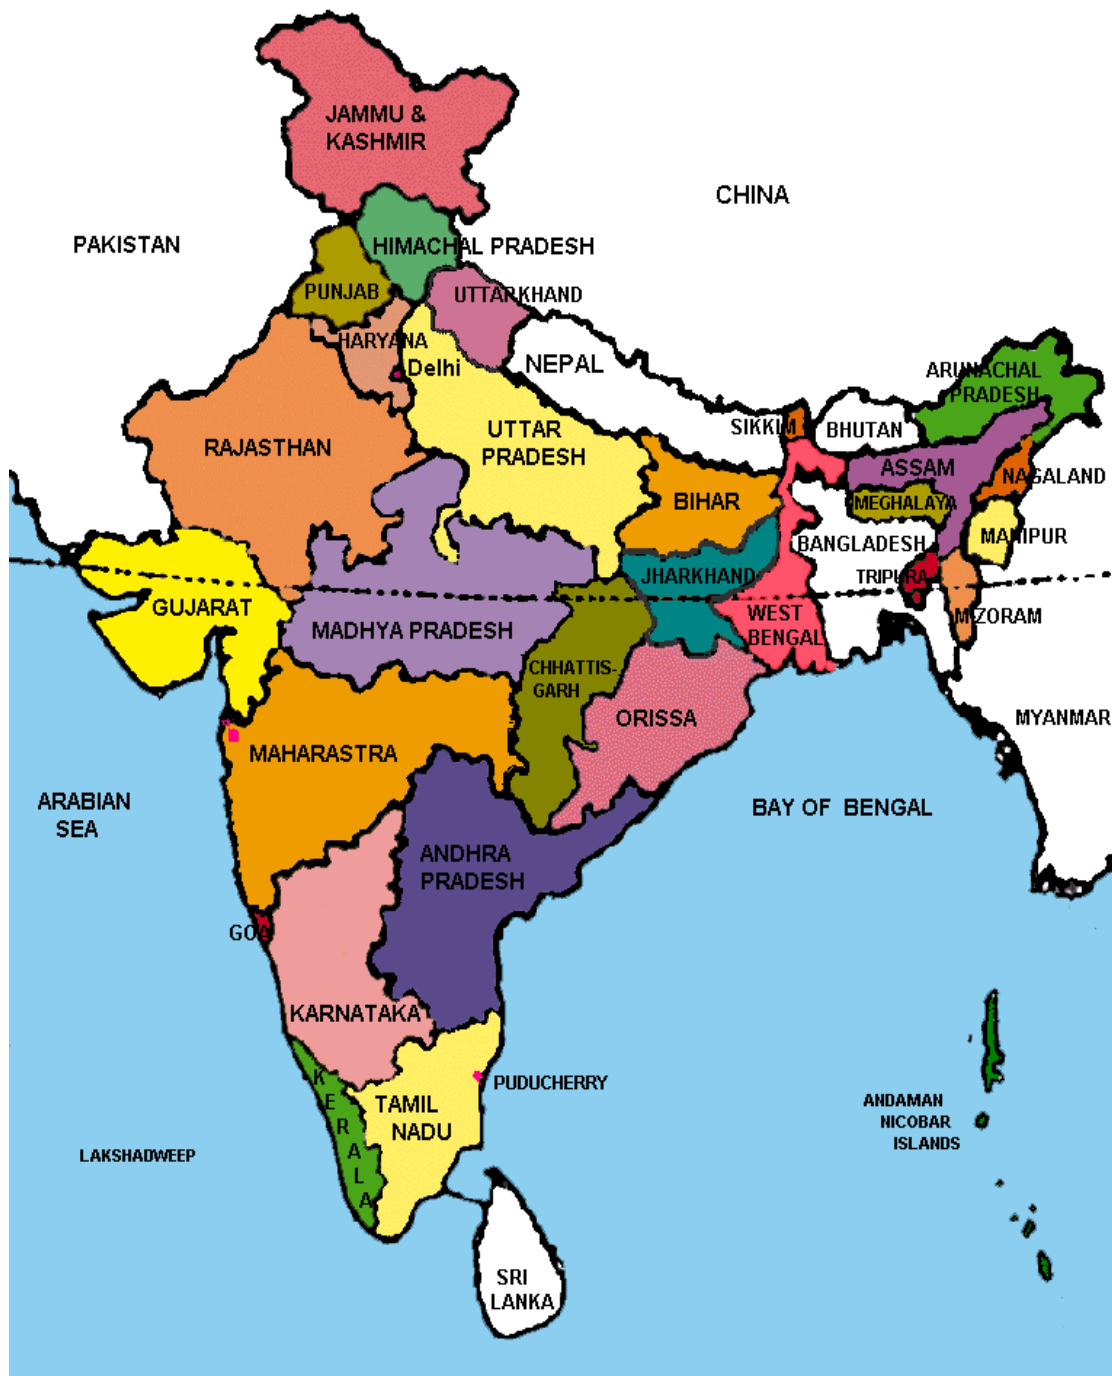 JAMMU &
KASHMIR
CHINA
PAKISTAN
HIMACHAL PRADESH
PUNJAB
UTTARKHAND
HARYANA
Delhi
NEPAL
ARUNACHAL
PRADESH
SIKKIM
BHUTAN
RAJASTHAN
UTTAR
PRADESH
ASSAM
NAGALAND
BIHAR
MEGHALAYA
MANIPUR
BANGLADESH
JHARKHAND
TRIPURA
GUJARAT
MADHYA PRADESH
WEST
BENGAL
MIZORAM
CHHATTIS-
GARH
ORISSA
MYANMAR
MAHARASTRA
ARABIAN
SEA
BAY OF BENGAL
ANDHRA
PRADESH
GOA
KARNATAKA
KERALA
TAMIL
NADU
PUDUCHERRY
ANDAMAN
NICOBAR
ISLANDS
LAKSHADWEEP
SRI
LANKA